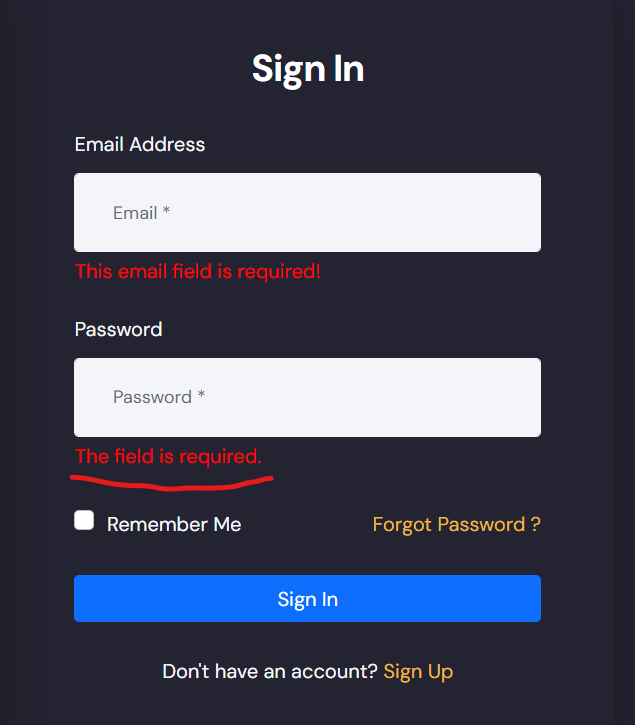 Sign In
Email Address
Email *
This email field is required!
Password
Password *
The field is required.
Remember Me Forgot Password ?
Sign In
Don't have an account? Sign Up